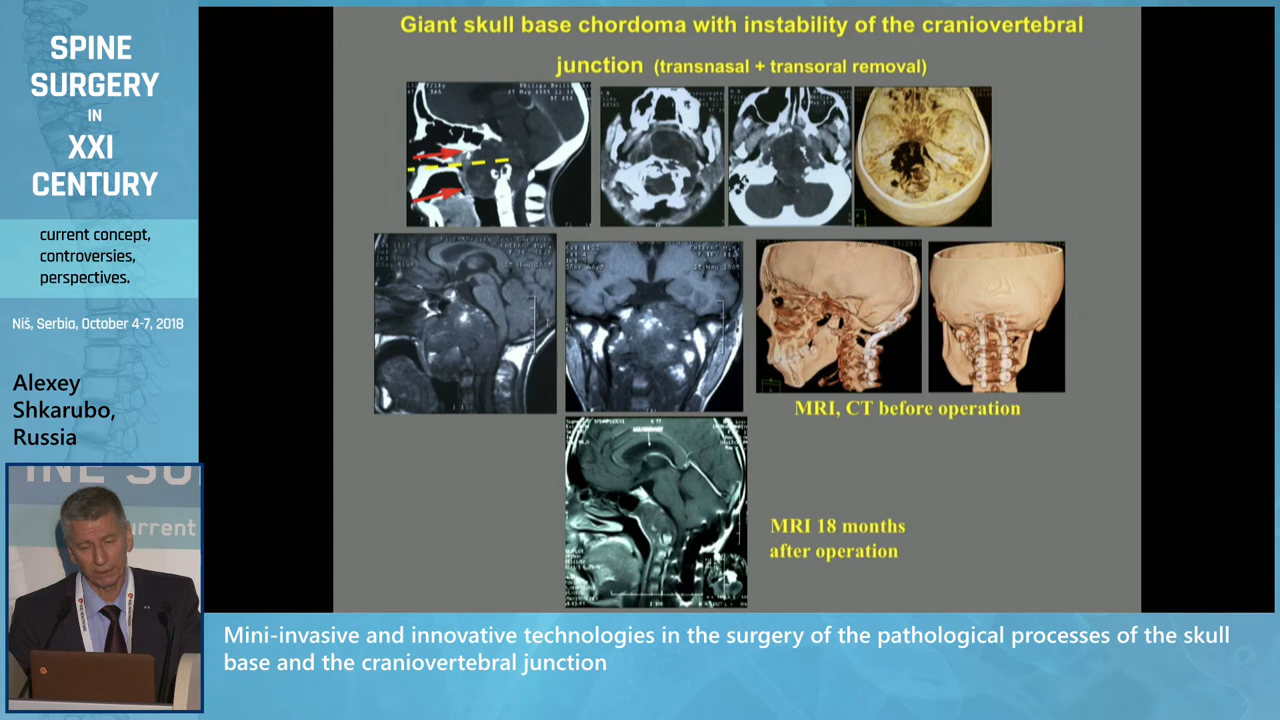 SPINE
SURGERY
IN
XXI
CENTURY
current concept,
controversies,
perspectives.
Niš, Serbia, October 4-7, 2018
Alexey
Shkarubo,
Russia
Giant skull base chordoma with instability of the craniovertebral
junction (transnasal + transoral removal)
MRI, CT before operation
MRI 18 months
after operation
INE SU
urrent
Mini-invasive and innovative technologies in the surgery of the pathological processes of the skull
base and the craniovertebral junction